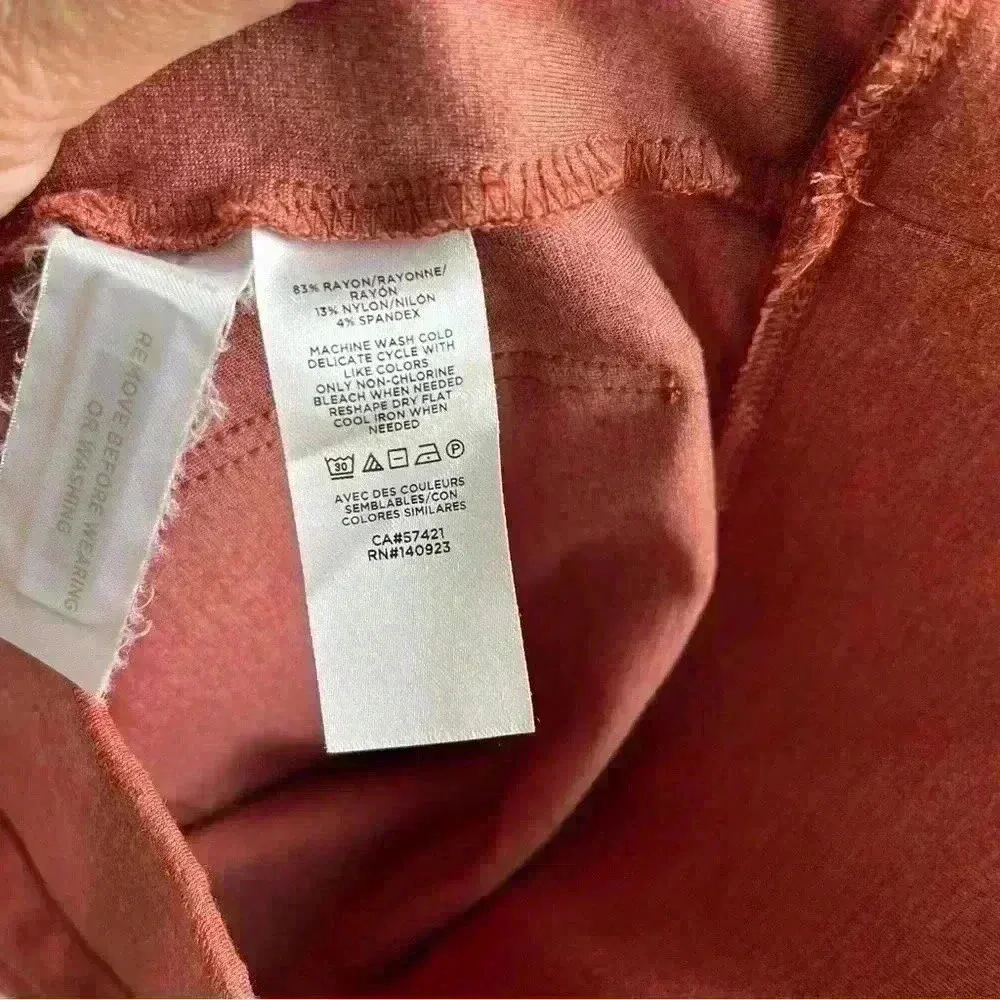 REMOVE BEFORE WEARING
OR WASHING
83% RAYON/RAYONNE/
RAYÓN
13% NYLON/NILÓN
4% SPANDEX
MACHINE WASH COLD
DELICATE CYCLE WITH
LIKE COLORS
ONLY NON-CHLORINE
BLEACH WHEN NEEDED
RESHAPE DRY FLAT
COOL IRON WHEN
NEEDED
30 P
AVEC DES COULEURS
SEMBLABLES/CON
COLORES SIMILARES
CA#57421
RN#140923